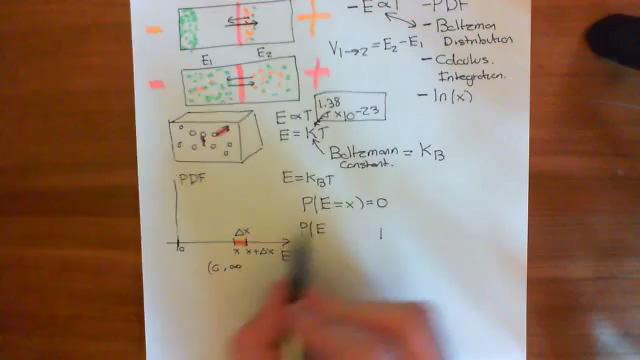 - E ∝ T
- PDF
- Boltzman Distribution
V1→2 = E2 - E1
- Calculus.
Integration.
- ln(x)
- +
E1 E2
- +
1.38 × 10-23
E ∝ T
E = KT
Boltzmann Constant. = KB
E = KBT
PDF
P(E = x) = 0
P(E
Δx
0 x x+Δx E
(0, ∞